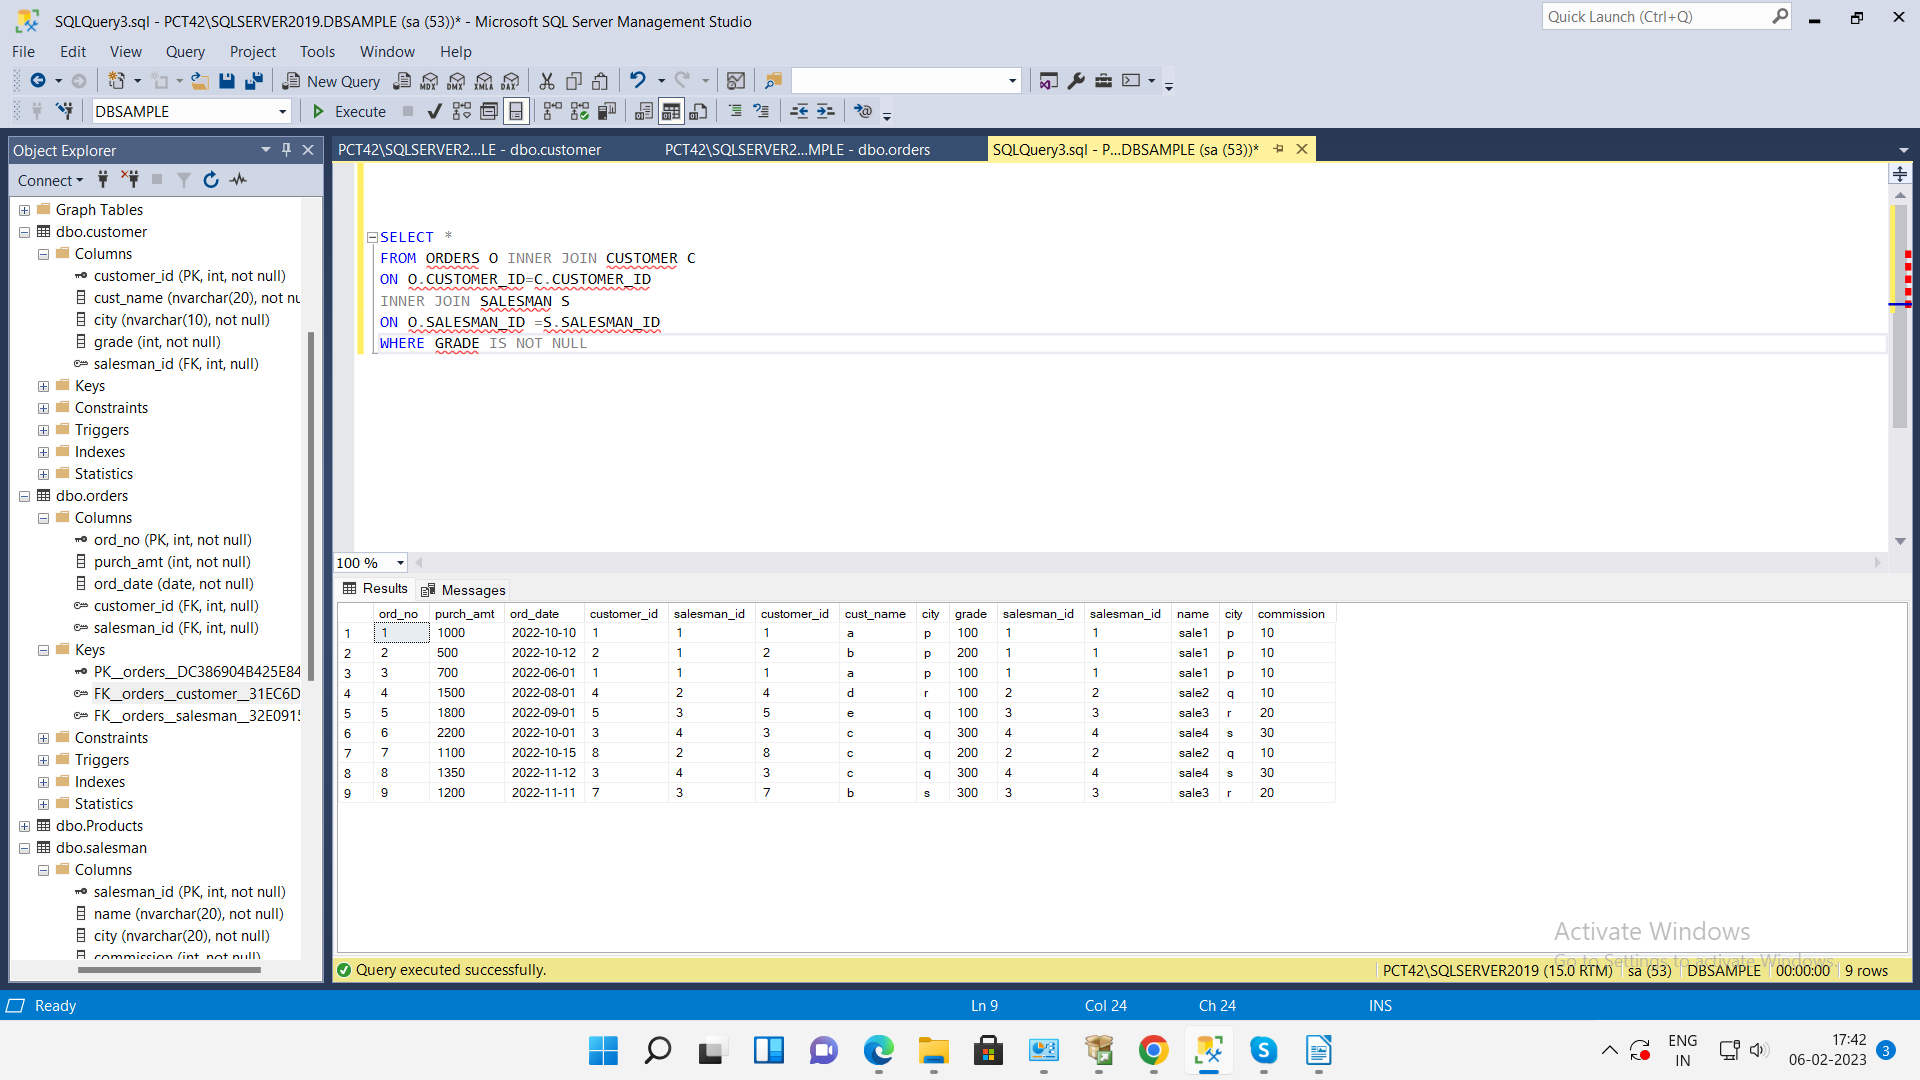 SQLQuery3.sql - PCT42\SQLSERVER2019.DBSAMPLE (sa (53))* - Microsoft SQL Server Management Studio
Quick Launch (Ctrl+Q)
File Edit View Query Project Tools Window Help
New Query MDX DMX XMLA DAX
DBSAMPLE Execute
Object Explorer
Connect
Graph Tables
dbo.customer
Columns
customer_id (PK, int, not null)
cust_name (nvarchar(20), not nu
city (nvarchar(10), not null)
grade (int, not null)
salesman_id (FK, int, null)
Keys
Constraints
Triggers
Indexes
Statistics
dbo.orders
Columns
ord_no (PK, int, not null)
purch_amt (int, not null)
ord_date (date, not null)
customer_id (FK, int, null)
salesman_id (FK, int, null)
Keys
PK__orders__DC386904B425E84
FK__orders__customer__31EC6D
FK__orders__salesman__32E0915
Constraints
Triggers
Indexes
Statistics
dbo.Products
dbo.salesman
Columns
salesman_id (PK, int, not null)
name (nvarchar(20), not null)
city (nvarchar(20), not null)
commission (int, not null)
PCT42\SQLSERVER2...LE - dbo.customer PCT42\SQLSERVER2...MPLE - dbo.orders SQLQuery3.sql - P...DBSAMPLE (sa (53))*
SELECT *
FROM ORDERS O INNER JOIN CUSTOMER C
ON O.CUSTOMER_ID=C.CUSTOMER_ID
INNER JOIN SALESMAN S
ON O.SALESMAN_ID =S.SALESMAN_ID
WHERE GRADE IS NOT NULL
100 %
Results Messages
ord_no purch_amt ord_date customer_id salesman_id customer_id cust_name city grade salesman_id salesman_id name city commission
1 1 1000 2022-10-10 1 1 1 a p 100 1 1 sale1 p 10
2 2 500 2022-10-12 2 1 2 b p 200 1 1 sale1 p 10
3 3 700 2022-06-01 1 1 1 a p 100 1 1 sale1 p 10
4 4 1500 2022-08-01 4 2 4 d r 100 2 2 sale2 q 10
5 5 1800 2022-09-01 5 3 5 e q 100 3 3 sale3 r 20
6 6 2200 2022-10-01 3 4 3 c q 300 4 4 sale4 s 30
7 7 1100 2022-10-15 8 2 8 c q 200 2 2 sale2 q 10
8 8 1350 2022-11-12 3 4 3 c q 300 4 4 sale4 s 30
9 9 1200 2022-11-11 7 3 7 b s 300 3 3 sale3 r 20
Activate Windows
Go to Settings to activate Windows.
Query executed successfully. PCT42\SQLSERVER2019 (15.0 RTM) sa (53) DBSAMPLE 00:00:00 9 rows
Ready Ln 9 Col 24 Ch 24 INS
ENG
IN
17:42
06-02-2023
3